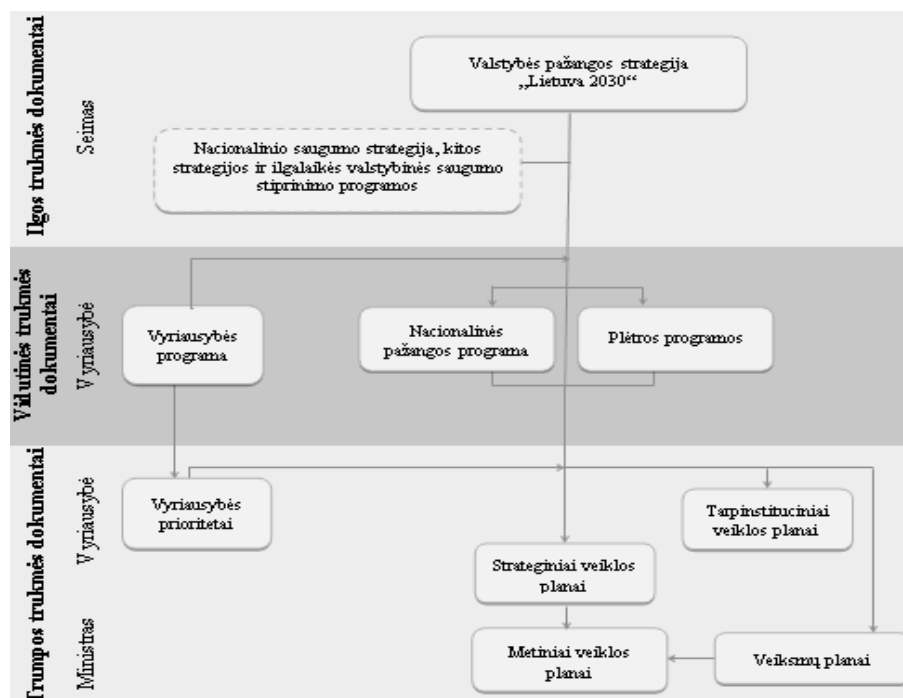 Ilgos trukmės dokumentai
Seimas
Valstybės pažangos strategija
„Lietuva 2030“
Nacionalinio saugumo strategija, kitos
strategijos ir ilgalaikės valstybinės saugumo
stiprinimo programos
Vidutinės trukmės
dokumentai
Vyriausybė
Vyriausybės
programa
Nacionalinės
pažangos programa
Plėtros programos
Trumpos trukmės dokumentai
Vyriausybė
Vyriausybės
prioritetai
Tarpinstituciniai
veiklos planai
Strateginiai veiklos
planai
Ministras
Metiniai veiklos
planai
Veiksmų planai